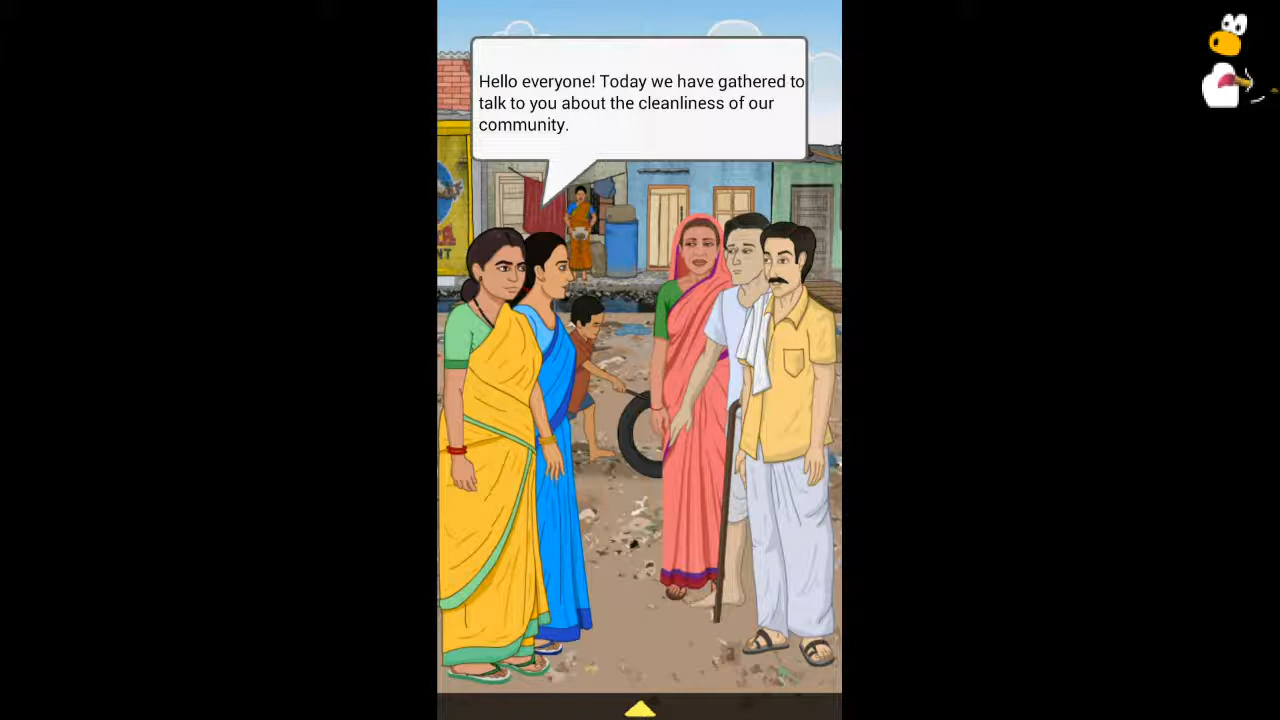 Hello everyone! Today we have gathered to
talk to you about the cleanliness of our
community.